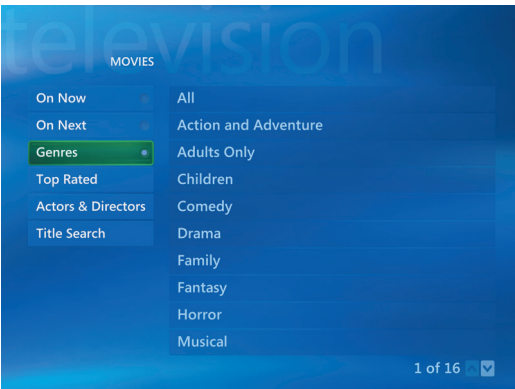 television
MOVIES
On Now
On Next
Genres
Top Rated
Actors & Directors
Title Search
All
Action and Adventure
Adults Only
Children
Comedy
Drama
Family
Fantasy
Horror
Musical
1 of 16